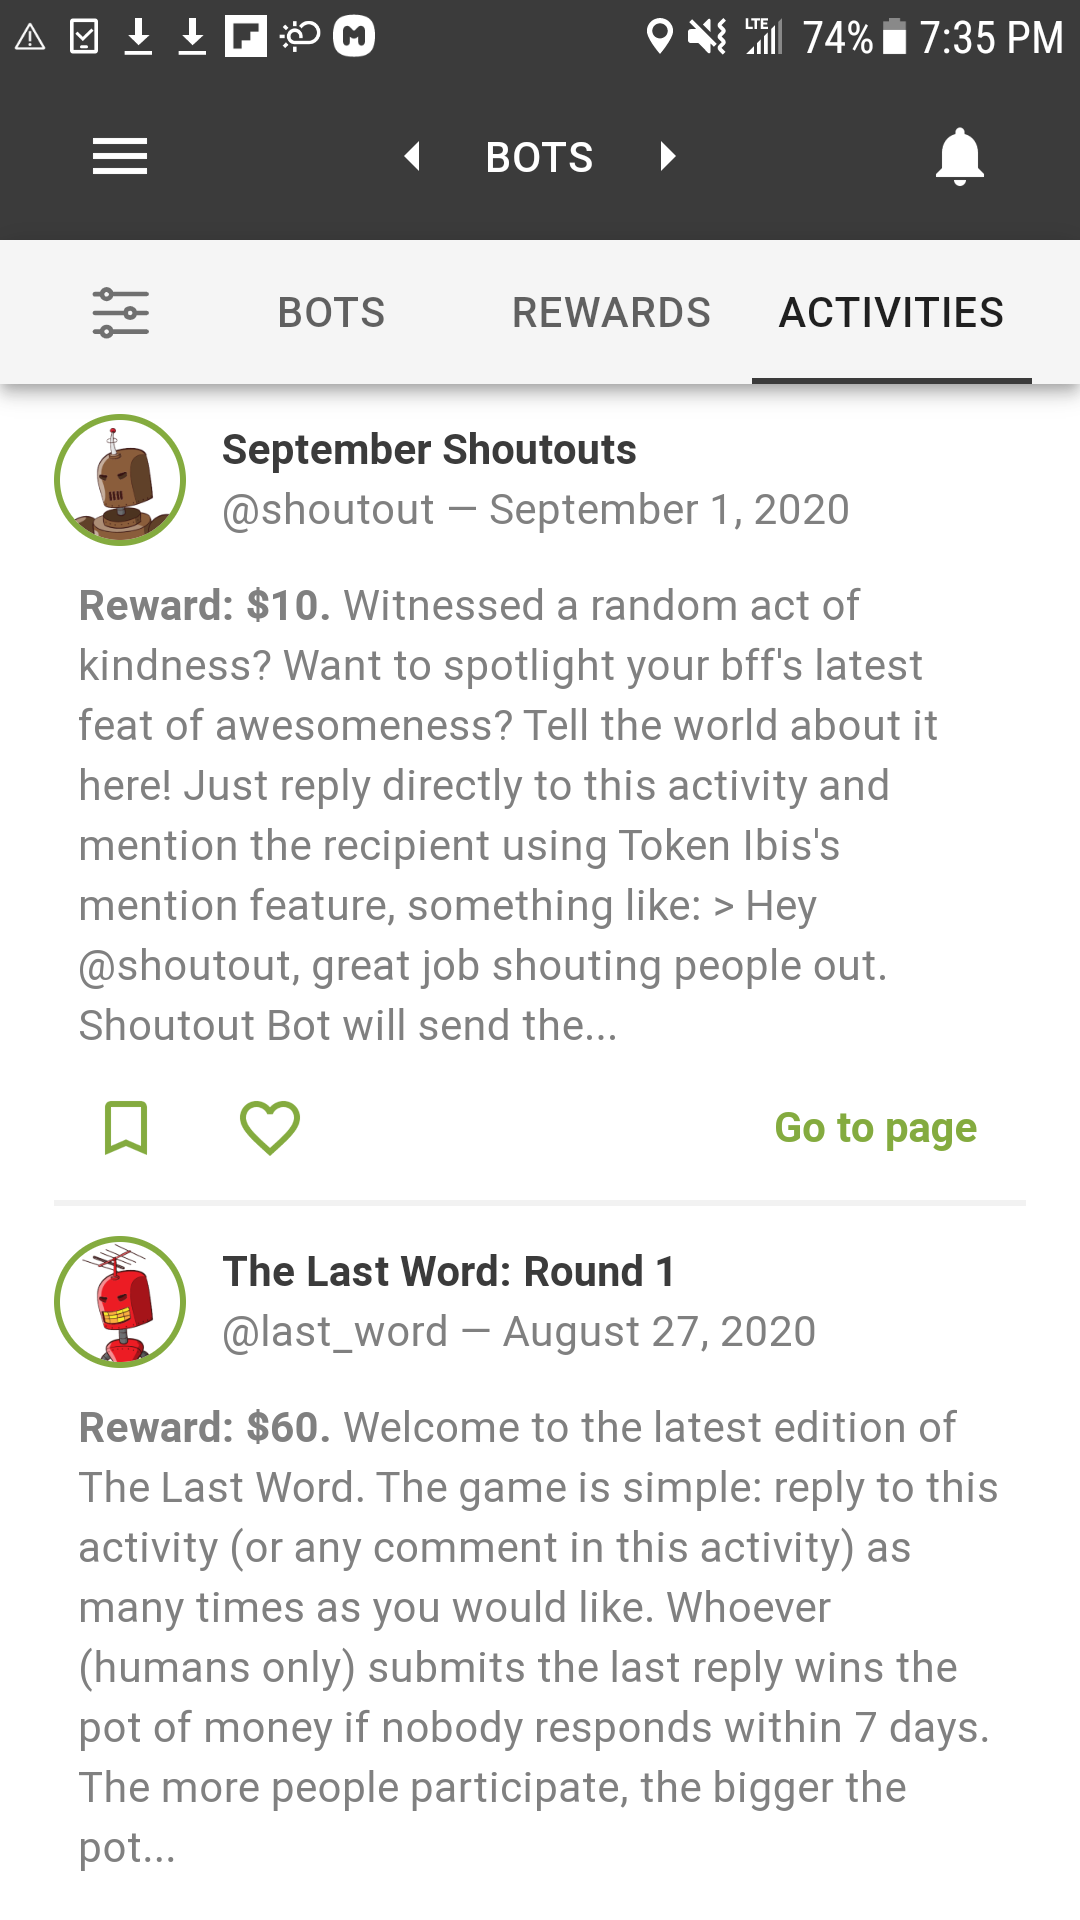 LTE 74% 7:35 PM
BOTS
BOTS REWARDS ACTIVITIES
September Shoutouts
@shoutout — September 1, 2020
Reward: $10. Witnessed a random act of
kindness? Want to spotlight your bff's latest
feat of awesomeness? Tell the world about it
here! Just reply directly to this activity and
mention the recipient using Token Ibis's
mention feature, something like: > Hey
@shoutout, great job shouting people out.
Shoutout Bot will send the...
Go to page
The Last Word: Round 1
@last_word — August 27, 2020
Reward: $60. Welcome to the latest edition of
The Last Word. The game is simple: reply to this
activity (or any comment in this activity) as
many times as you would like. Whoever
(humans only) submits the last reply wins the
pot of money if nobody responds within 7 days.
The more people participate, the bigger the
pot...